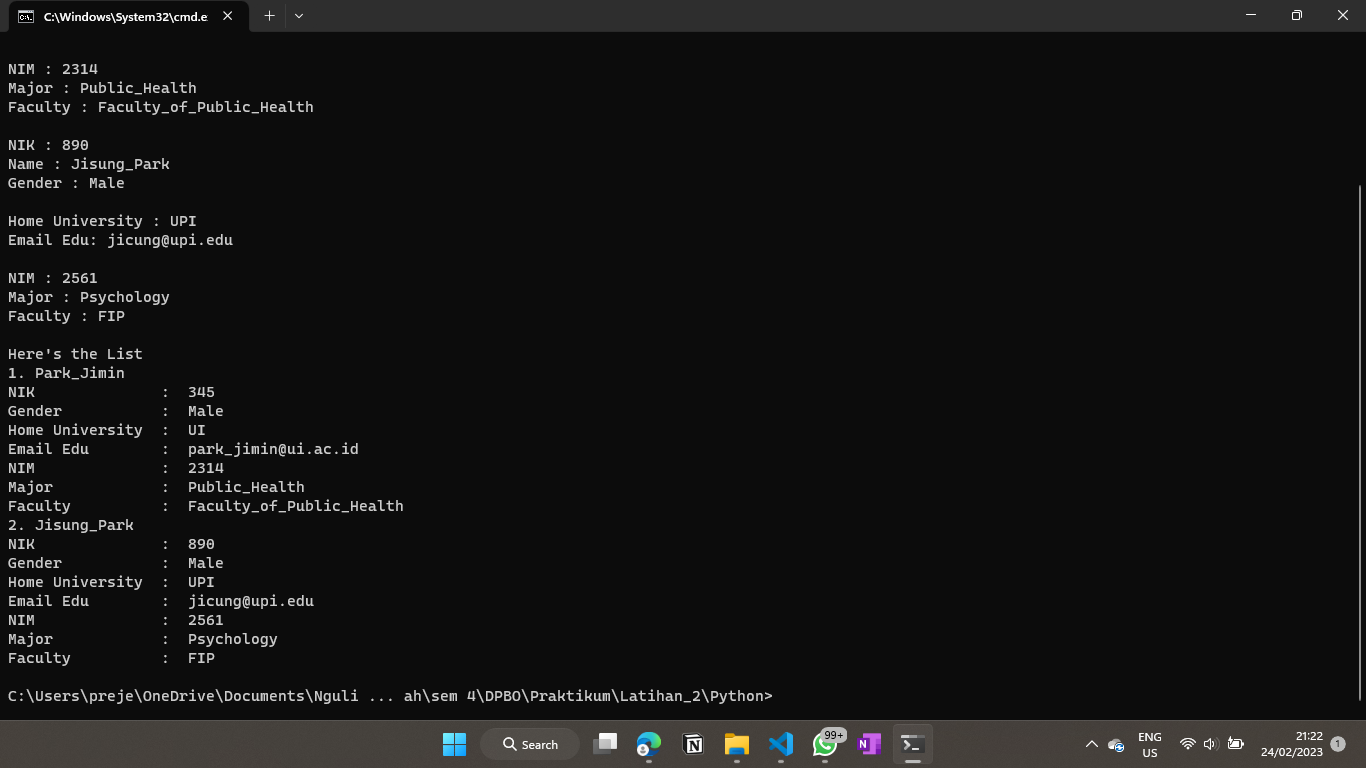 C:\Windows\System32\cmd.e
NIM : 2314
Major : Public_Health
Faculty : Faculty_of_Public_Health
NIK : 890
Name : Jisung_Park
Gender : Male
Home University : UPI
Email Edu: jicung@upi.edu
NIM : 2561
Major : Psychology
Faculty : FIP
Here's the List
1. Park_Jimin
NIK : 345
Gender : Male
Home University : UI
Email Edu : park_jimin@ui.ac.id
NIM : 2314
Major : Public_Health
Faculty : Faculty_of_Public_Health
2. Jisung_Park
NIK : 890
Gender : Male
Home University : UPI
Email Edu : jicung@upi.edu
NIM : 2561
Major : Psychology
Faculty : FIP
C:\Users\preje\OneDrive\Documents\Nguli ... ah\sem 4\DPBO\Praktikum\Latihan_2\Python>
Search
99+
ENG
US
21:22
24/02/2023
1